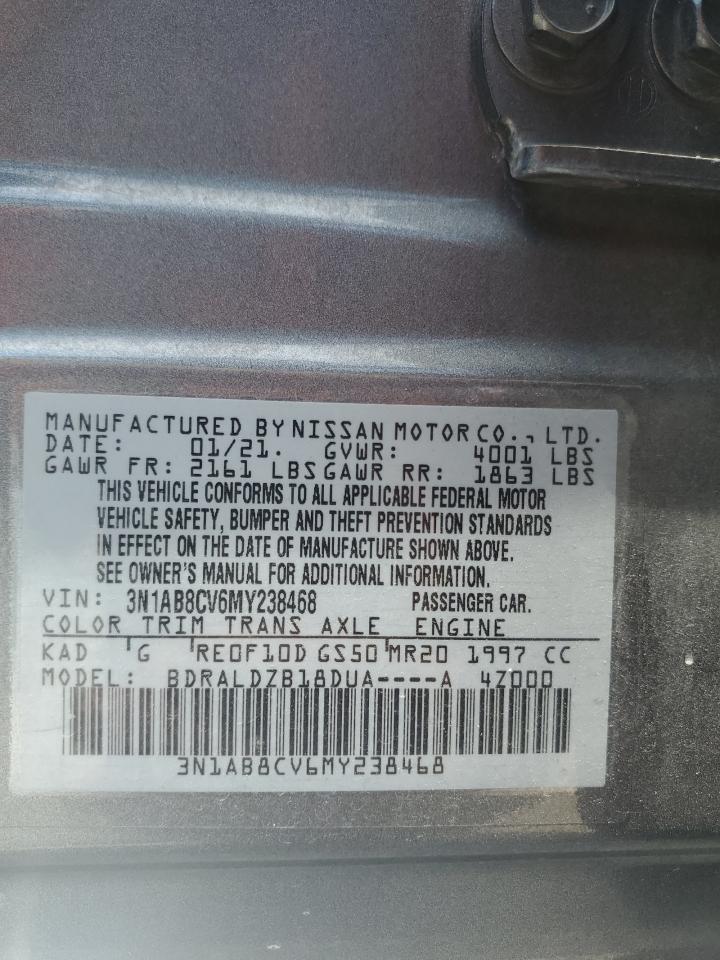 MANUFACTURED BY NISSAN MOTOR CO., LTD.
DATE: 01/21. GVWR: 4001 LBS
GAWR FR: 2161 LBS GAWR RR: 1863 LBS
THIS VEHICLE CONFORMS TO ALL APPLICABLE FEDERAL MOTOR
VEHICLE SAFETY, BUMPER AND THEFT PREVENTION STANDARDS
IN EFFECT ON THE DATE OF MANUFACTURE SHOWN ABOVE.
SEE OWNER'S MANUAL FOR ADDITIONAL INFORMATION.
VIN: 3N1AB8CV6MY238468 PASSENGER CAR.
COLOR TRIM TRANS AXLE ENGINE
KAD G RE0F10D GS50 MR20 1997 CC
MODEL: BDRALDZB18DUA----A 4Z000
3N1AB8CV6MY238468